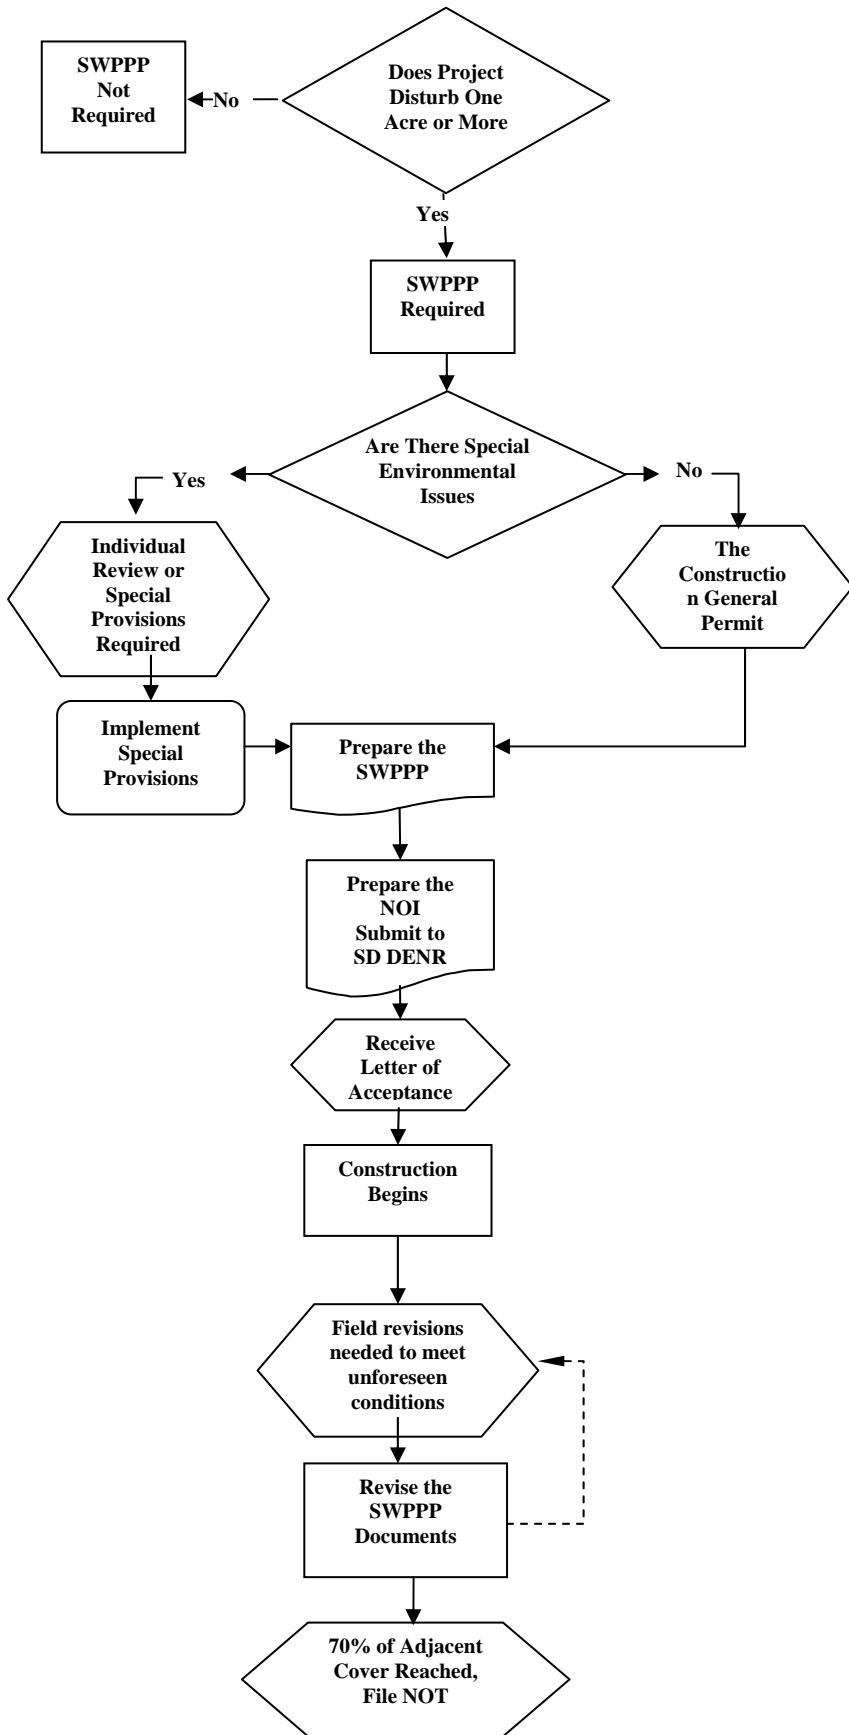 SWPPP
Not
Required
No
Does Project
Disturb One
Acre or More
Yes
SWPPP
Required
Are There Special
Environmental
Issues
Yes
No
Individual
Review or
Special
Provisions
Required
The
Constructio
n General
Permit
Implement
Special
Provisions
Prepare the
SWPPP
Prepare the
NOI
Submit to
SD DENR
Receive
Letter of
Acceptance
Construction
Begins
Field revisions
needed to meet
unforeseen
conditions
Revise the
SWPPP
Documents
70% of Adjacent
Cover Reached,
File NOT